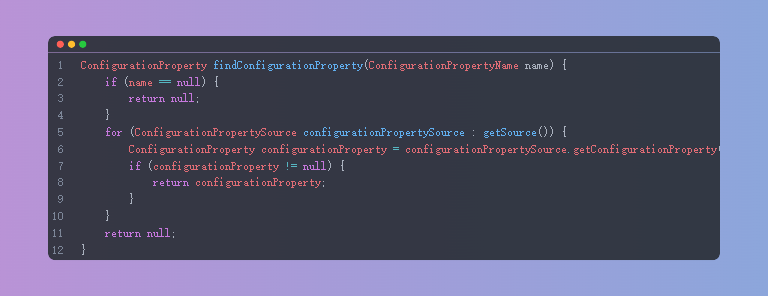 1 ConfigurationProperty findConfigurationProperty(ConfigurationPropertyName name) {
2 if (name == null) {
3 return null;
4 }
5 for (ConfigurationPropertySource configurationPropertySource : getSource()) {
6 ConfigurationProperty configurationProperty = configurationPropertySource.getConfigurationProperty(
7 if (configurationProperty != null) {
8 return configurationProperty;
9 }
10 }
11 return null;
12 }